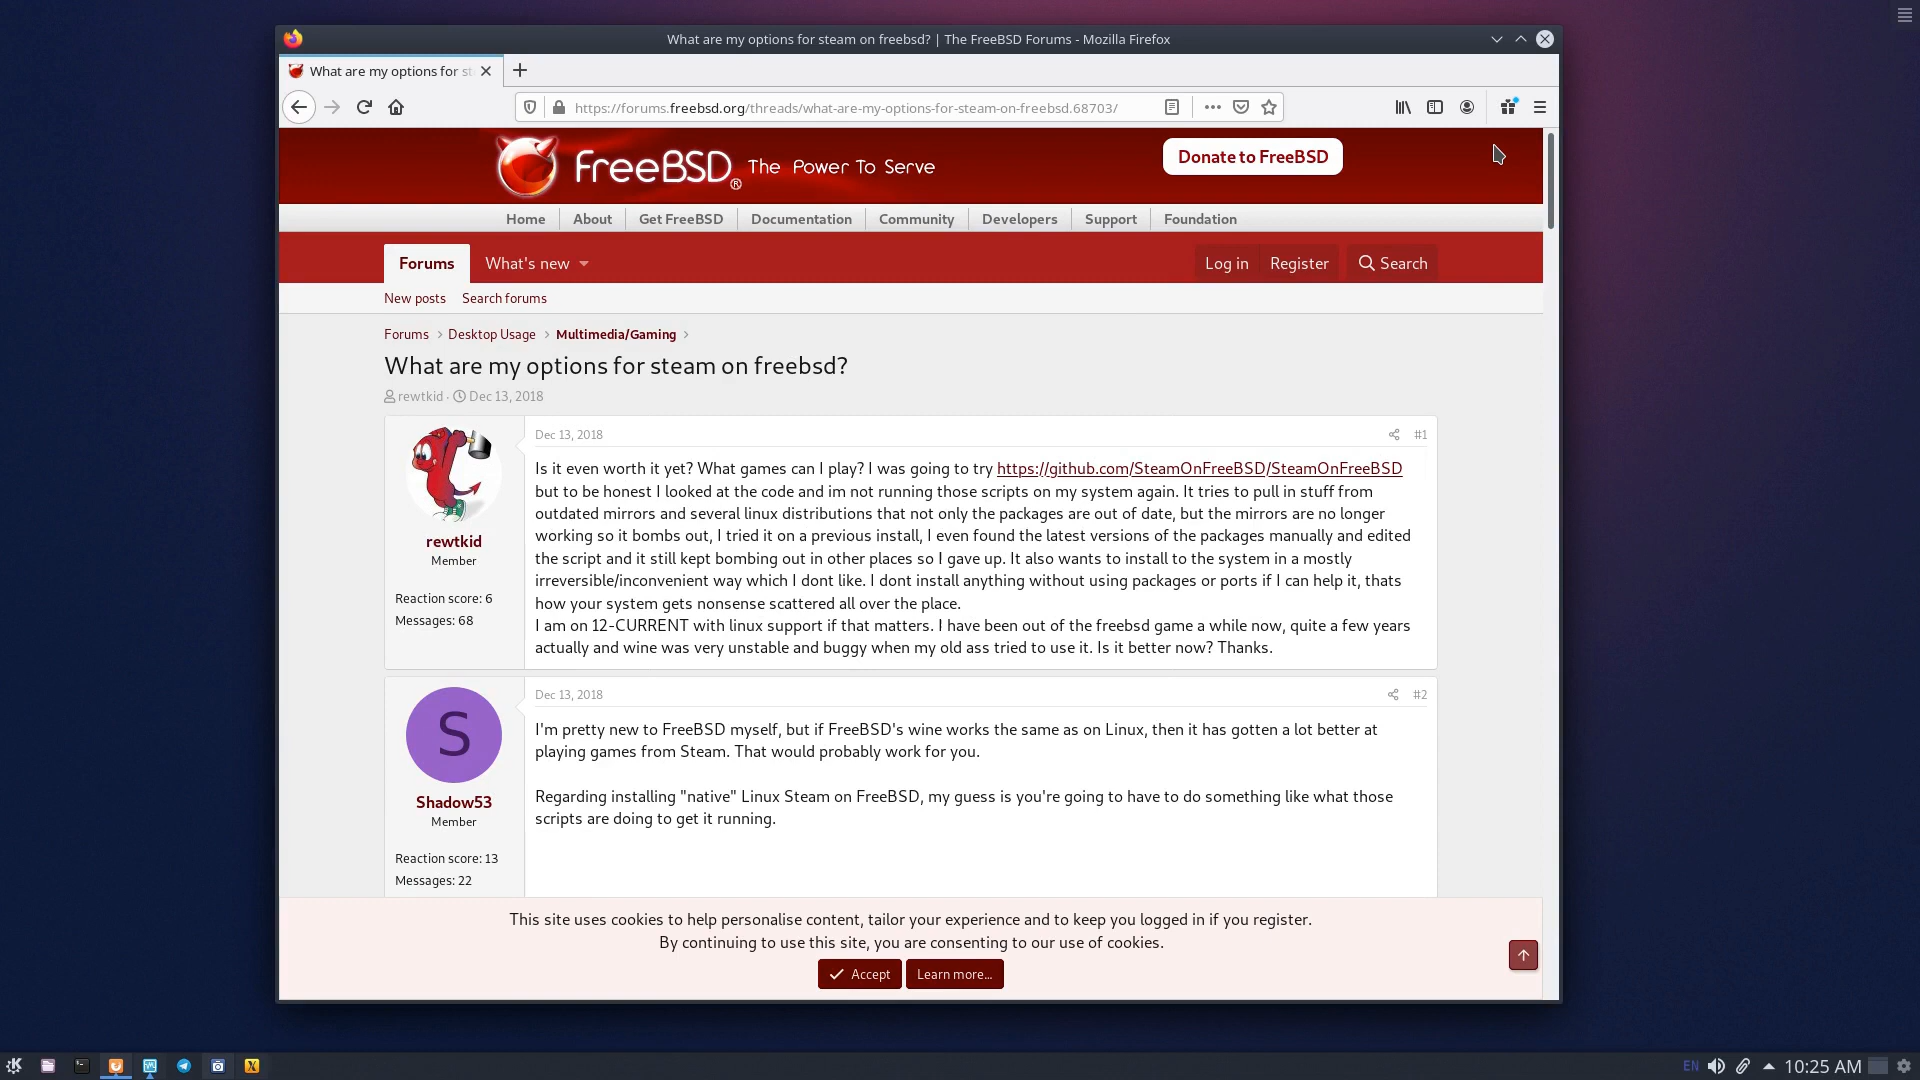 What are my options for steam on freebsd? | The FreeBSD Forums - Mozilla Firefox
What are my options for st
https://forums.freebsd.org/threads/what-are-my-options-for-steam-on-freebsd.68703/
FreeBSD® The Power To Serve
Donate to FreeBSD
Home About Get FreeBSD Documentation Community Developers Support Foundation
Forums What's new Log in Register Search
New posts Search forums
Forums Desktop Usage Multimedia/Gaming
What are my options for steam on freebsd?
rewtkid · Dec 13, 2018
Dec 13, 2018 #1
Is it even worth it yet? What games can I play? I was going to try https://github.com/SteamOnFreeBSD/SteamOnFreeBSD
but to be honest I looked at the code and im not running those scripts on my system again. It tries to pull in stuff from
outdated mirrors and several linux distributions that not only the packages are out of date, but the mirrors are no longer
working so it bombs out, I tried it on a previous install, I even found the latest versions of the packages manually and edited
the script and it still kept bombing out in other places so I gave up. It also wants to install to the system in a mostly
irreversible/inconvenient way which I dont like. I dont install anything without using packages or ports if I can help it, thats
how your system gets nonsense scattered all over the place.
I am on 12-CURRENT with linux support if that matters. I have been out of the freebsd game a while now, quite a few years
actually and wine was very unstable and buggy when my old ass tried to use it. Is it better now? Thanks.
rewtkid
Member
Reaction score: 6
Messages: 68
Dec 13, 2018 #2
I'm pretty new to FreeBSD myself, but if FreeBSD's wine works the same as on Linux, then it has gotten a lot better at
playing games from Steam. That would probably work for you.
Regarding installing "native" Linux Steam on FreeBSD, my guess is you're going to have to do something like what those
scripts are doing to get it running.
S
Shadow53
Member
Reaction score: 13
Messages: 22
This site uses cookies to help personalise content, tailor your experience and to keep you logged in if you register.
By continuing to use this site, you are consenting to our use of cookies.
Accept Learn more...
EN 10:25 AM